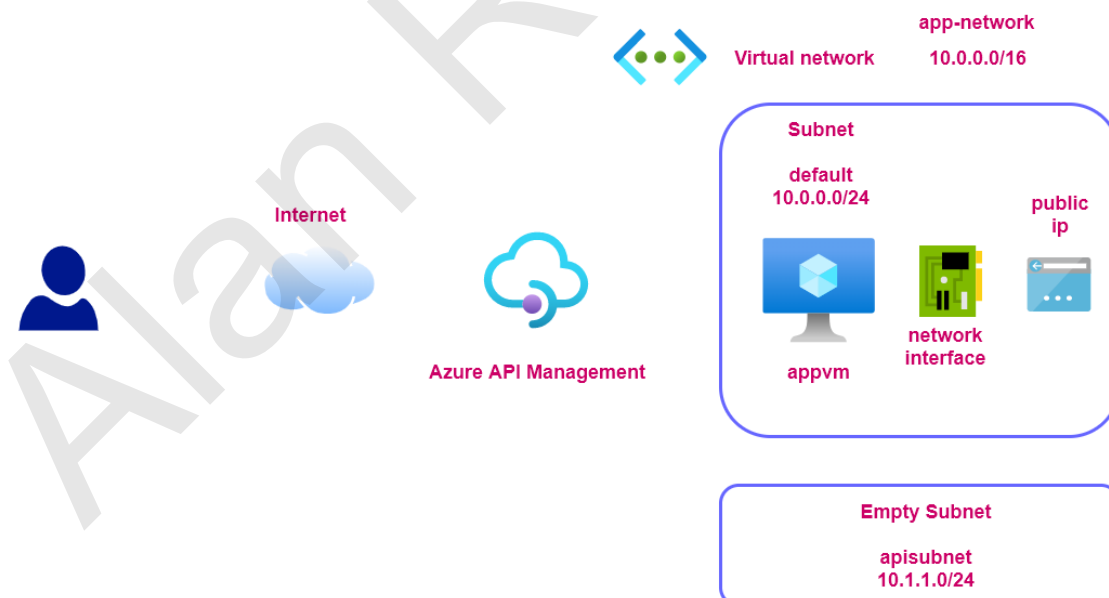 app-network
Virtual network
10.0.0.0/16
Subnet
default
10.0.0.0/24
public
ip
Internet
network
interface
Azure API Management
appvm
Empty Subnet
apisubnet
10.1.1.0/24
Alan R